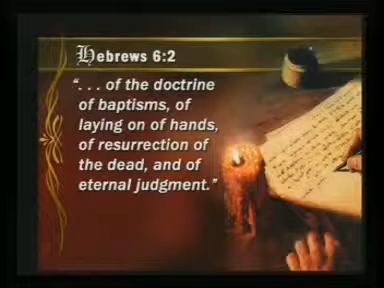 Hebrews 6:2
“. . . of the doctrine
of baptisms, of
laying on of hands,
of resurrection of
the dead, and of
eternal judgment.”